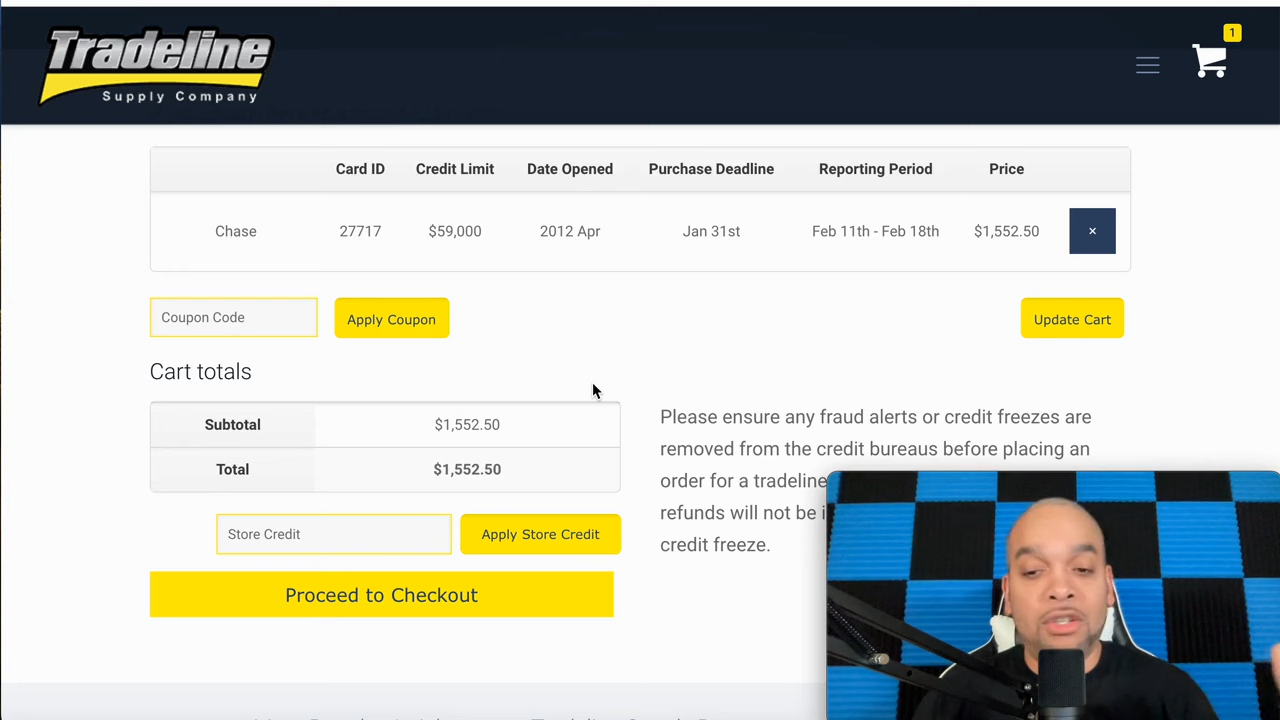 Tradeline
Supply Company
1
Card ID Credit Limit Date Opened Purchase Deadline Reporting Period Price
Chase 27717 $59,000 2012 Apr Jan 31st Feb 11th - Feb 18th $1,552.50 ×
Coupon Code Apply Coupon Update Cart
Cart totals
Subtotal $1,552.50
Total $1,552.50
Please ensure any fraud alerts or credit freezes are
removed from the credit bureaus before placing an
order for a tradeline
refunds will not be
credit freeze.
Store Credit Apply Store Credit
Proceed to Checkout